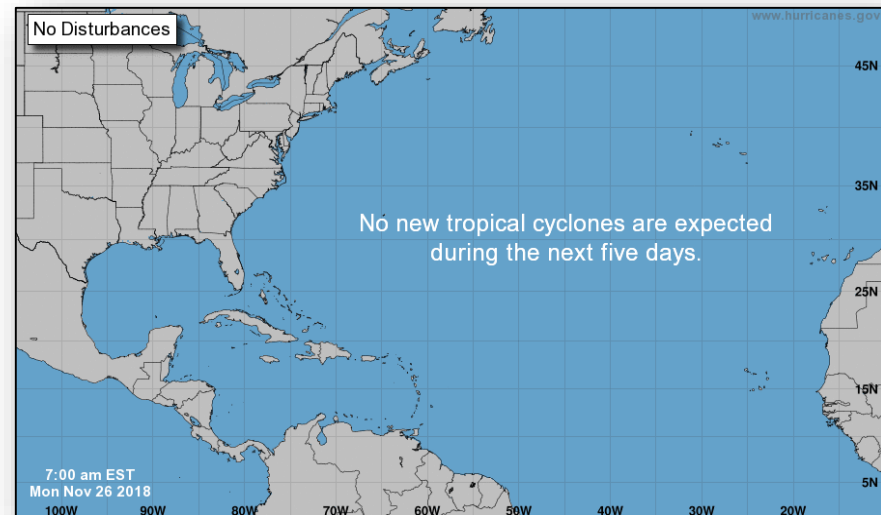 No Disturbances
www.hurricanes.gov
45N
35N
No new tropical cyclones are expected
during the next five days.
25N
15N
7:00 am EST
Mon Nov 26 2018
5N
100W 90W 80W 70W 60W 50W 40W 30W 20W